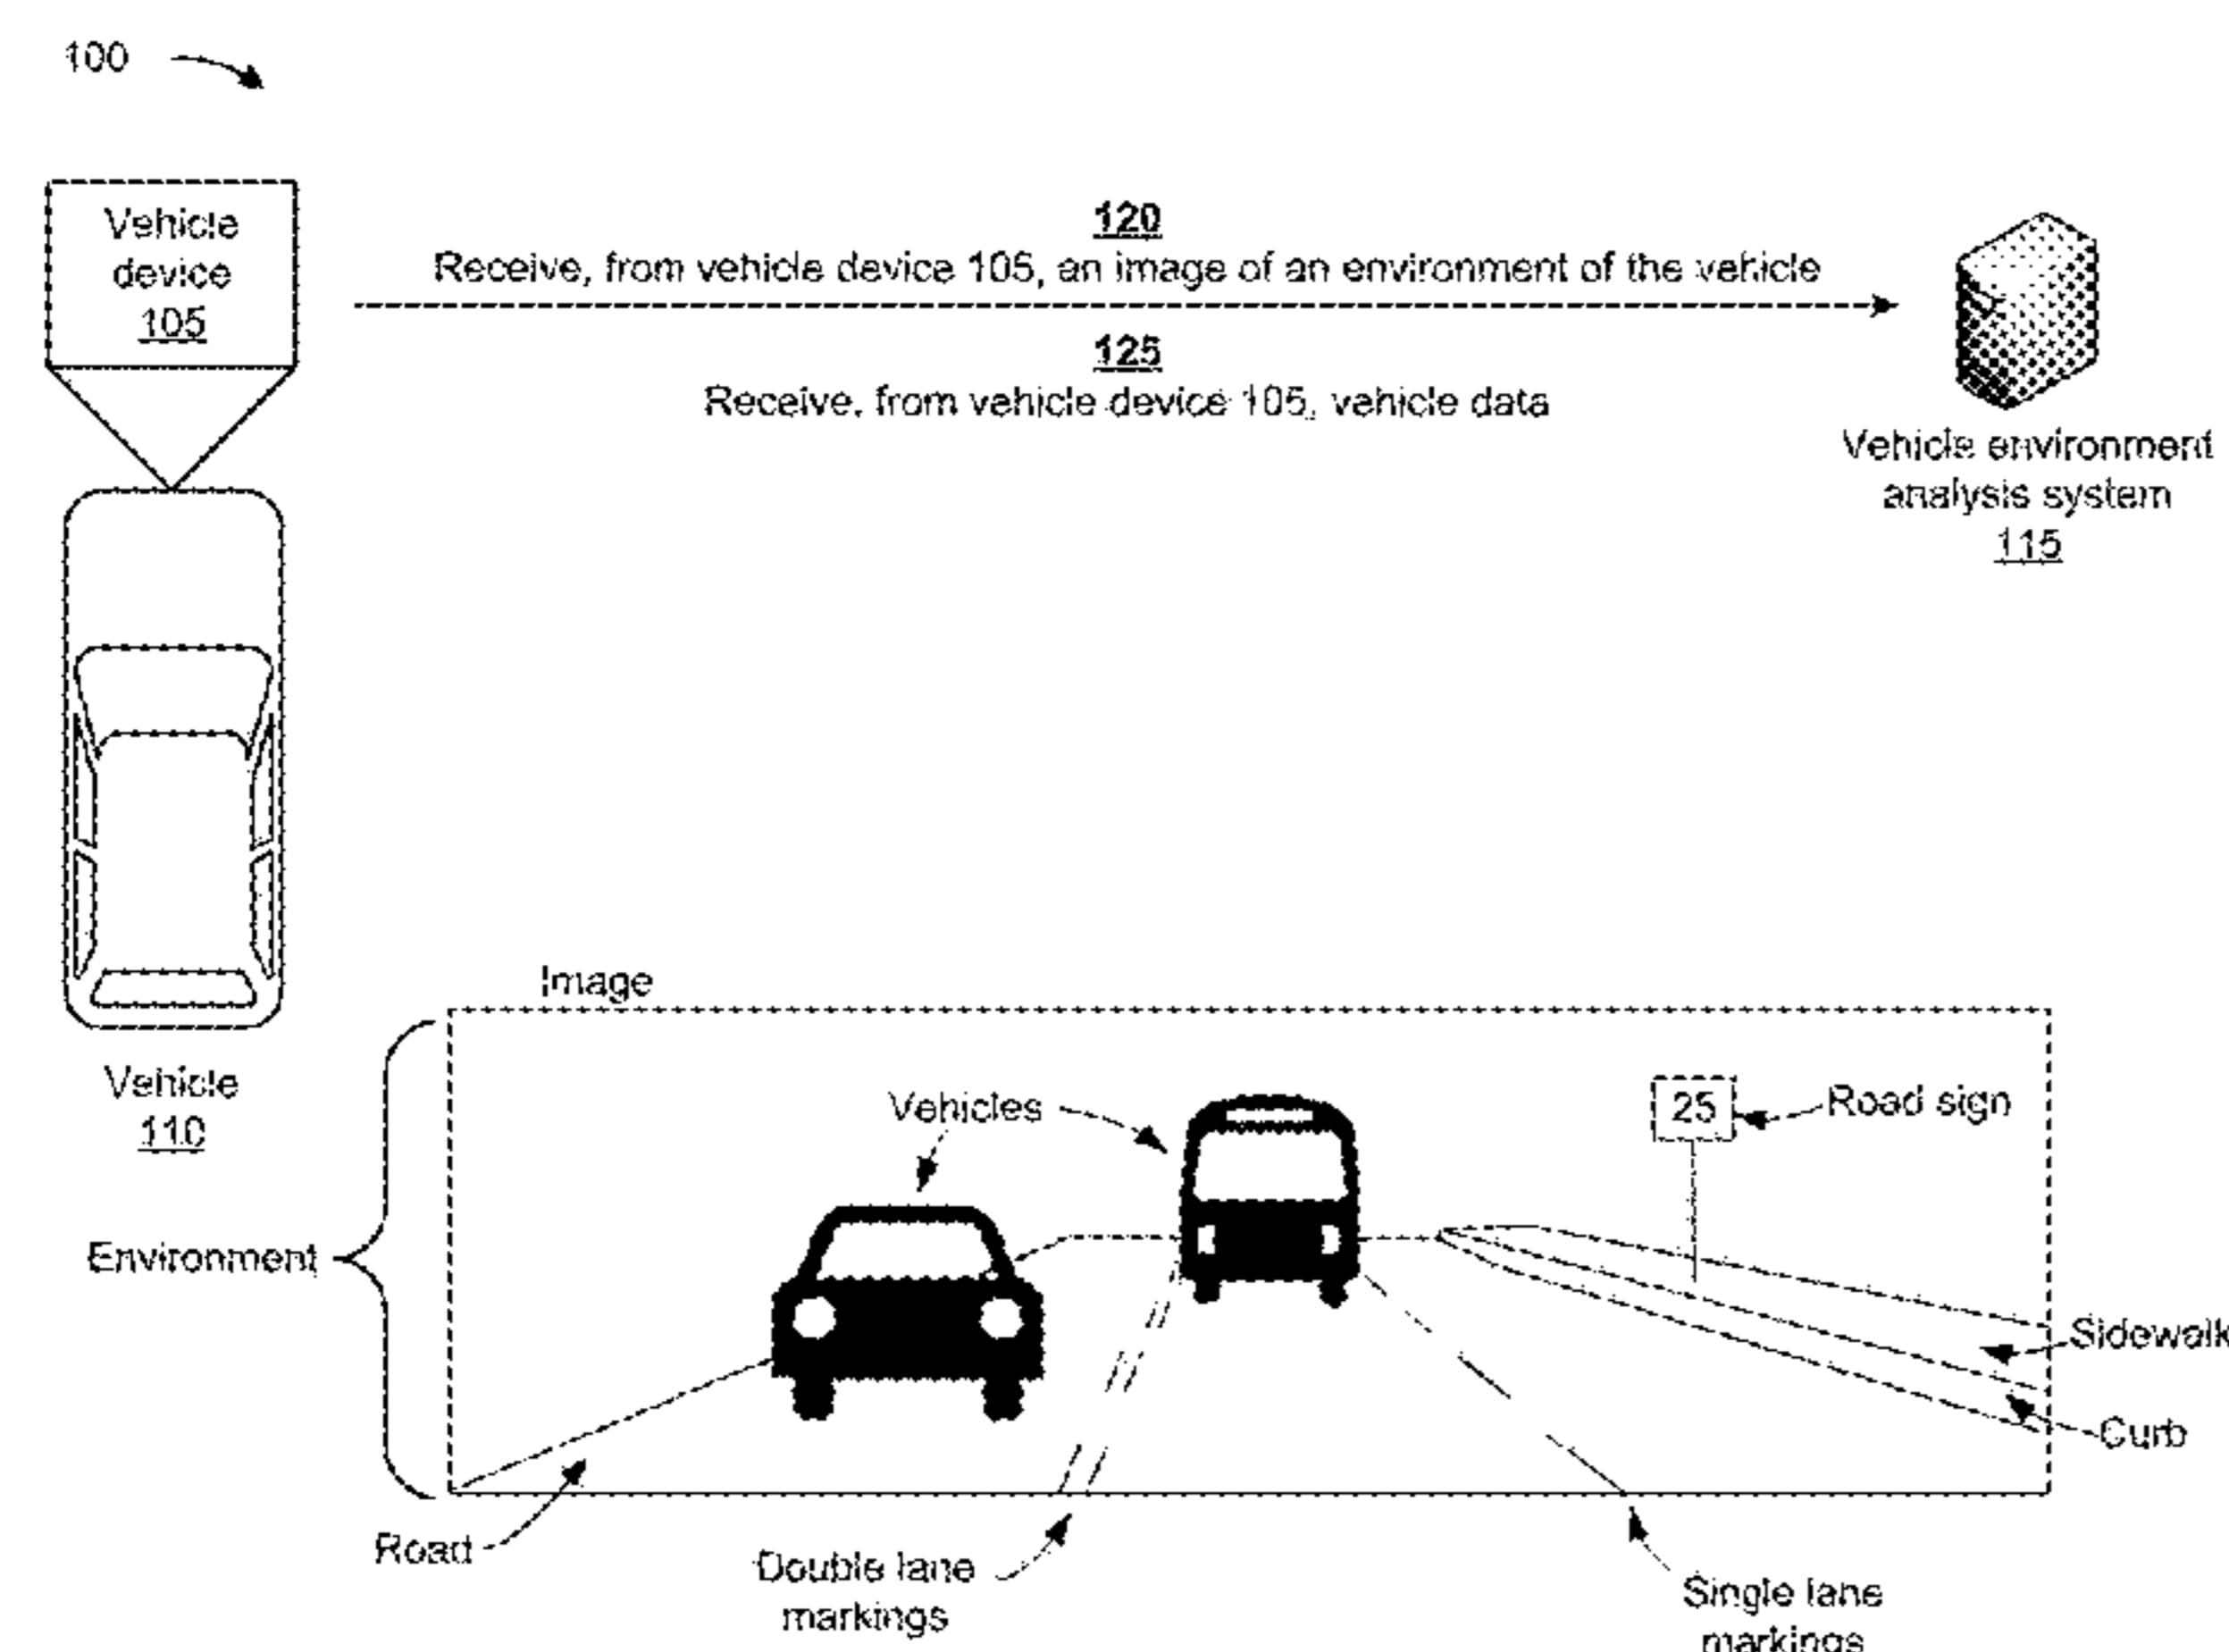 100
Vehicle
device
105
120
Receive, from vehicle device 105, an image of an environment of the vehicle
125
Receive, from vehicle device 105, vehicle data
Vehicle environment
analysis system
115
Vehicle
110
Image
Vehicles
25
Road sign
Environment
Sidewalk
Curb
Road
Double lane
markings
Single lane
markings